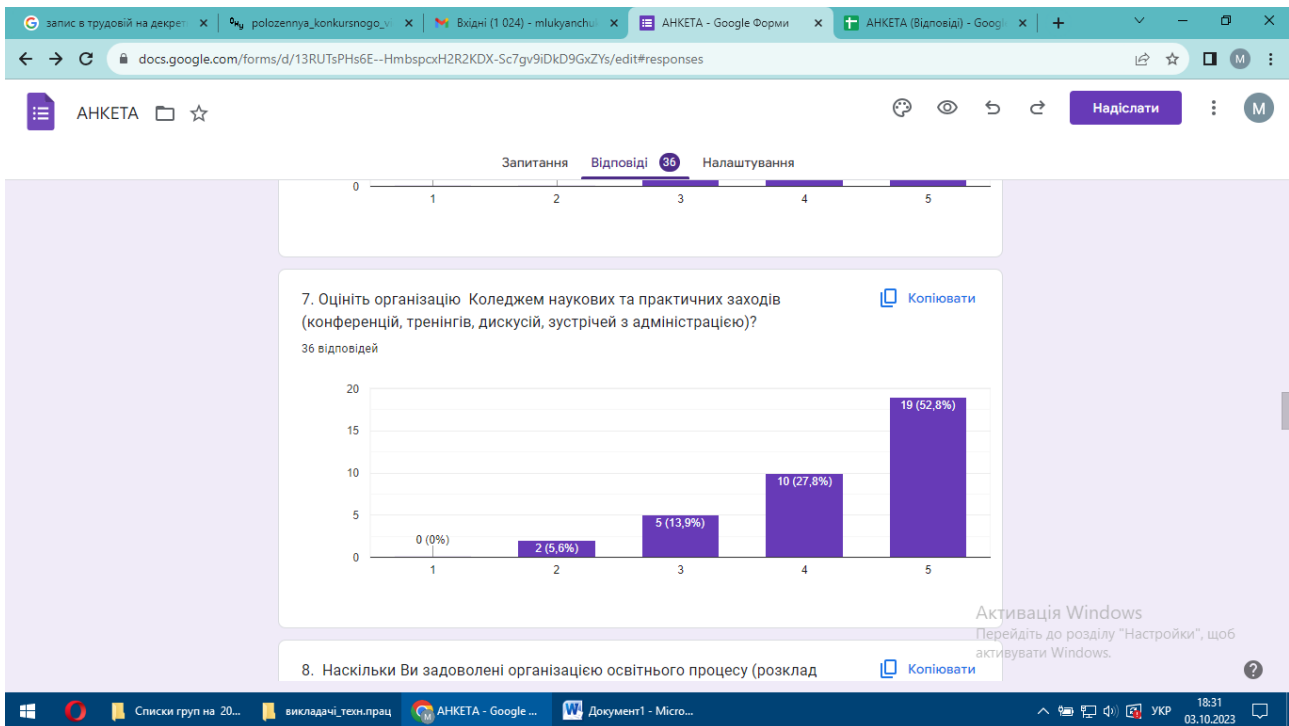 запис в трудовій на декрет
polozennya_konkursnogo_vi
Вхідні (1 024) - mlukyanchu
АНКЕТА - Google Форми
АНКЕТА (Відповіді) - Googl
docs.google.com/forms/d/13RUTsPHs6E--HmbspcxH2R2KDX-Sc7gv9iDkD9GxZYs/edit#responses
М
АНКЕТА
Надіслати
М
Запитання Відповіді 36 Налаштування
0
1 2 3 4 5
7. Оцініть організацію Коледжем наукових та практичних заходів
(конференцій, тренінгів, дискусій, зустрічей з адміністрацією)?
Копіювати
36 відповідей
20
15
10
5
0
0 (0%)
2 (5,6%)
5 (13,9%)
10 (27,8%)
19 (52,8%)
1 2 3 4 5
Активація Windows
Перейдіть до розділу "Настройки", щоб
активувати Windows.
8. Наскільки Ви задоволені організацією освітнього процесу (розклад
Копіювати
Списки груп на 20...
викладачі_техн.прац
АНКЕТА - Google ...
Документ1 - Micro...
УКР
18:31
03.10.2023